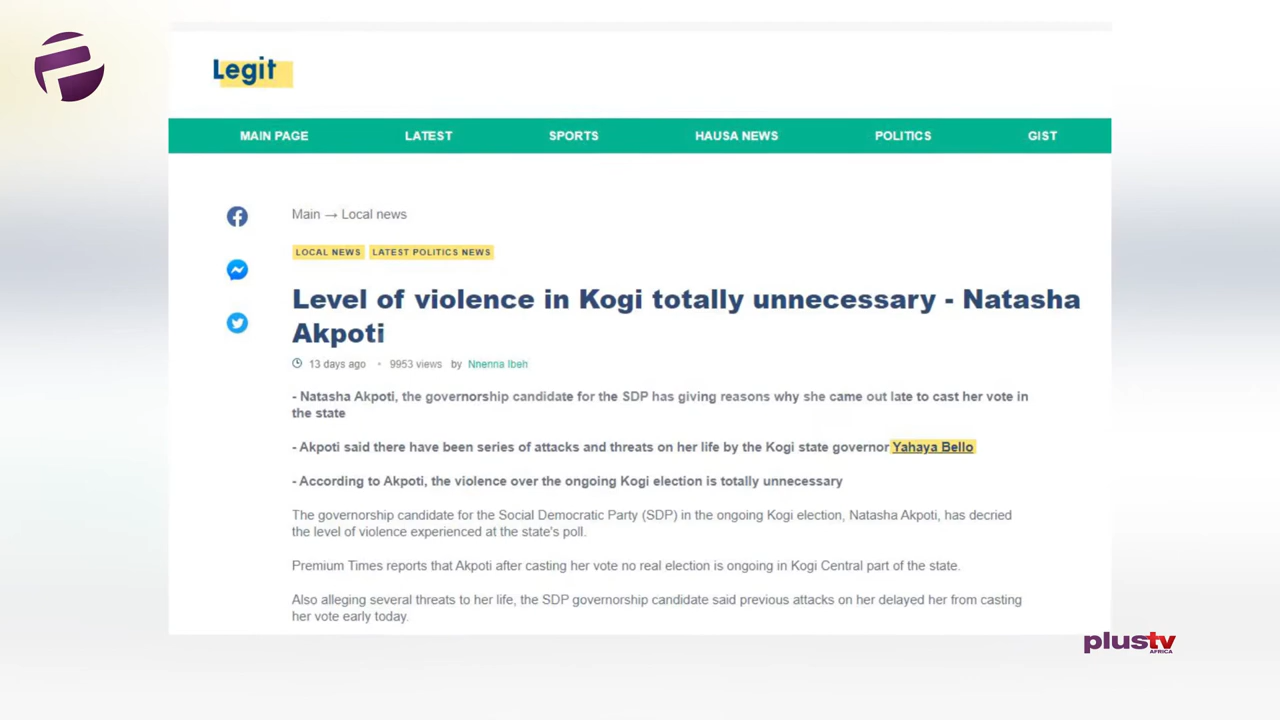 Legit
MAIN PAGE LATEST SPORTS HAUSA NEWS POLITICS GIST
Main → Local news
LOCAL NEWS LATEST POLITICS NEWS
Level of violence in Kogi totally unnecessary - Natasha
Akpoti
13 days ago • 9953 views by Nnenna Ibeh
- Natasha Akpoti, the governorship candidate for the SDP has giving reasons why she came out late to cast her vote in
the state
- Akpoti said there have been series of attacks and threats on her life by the Kogi state governor Yahaya Bello
- According to Akpoti, the violence over the ongoing Kogi election is totally unnecessary
The governorship candidate for the Social Democratic Party (SDP) in the ongoing Kogi election, Natasha Akpoti, has decried
the level of violence experienced at the state's poll.
Premium Times reports that Akpoti after casting her vote no real election is ongoing in Kogi Central part of the state.
Also alleging several threats to her life, the SDP governorship candidate said previous attacks on her delayed her from casting
her vote early today.
plustv
AFRICA